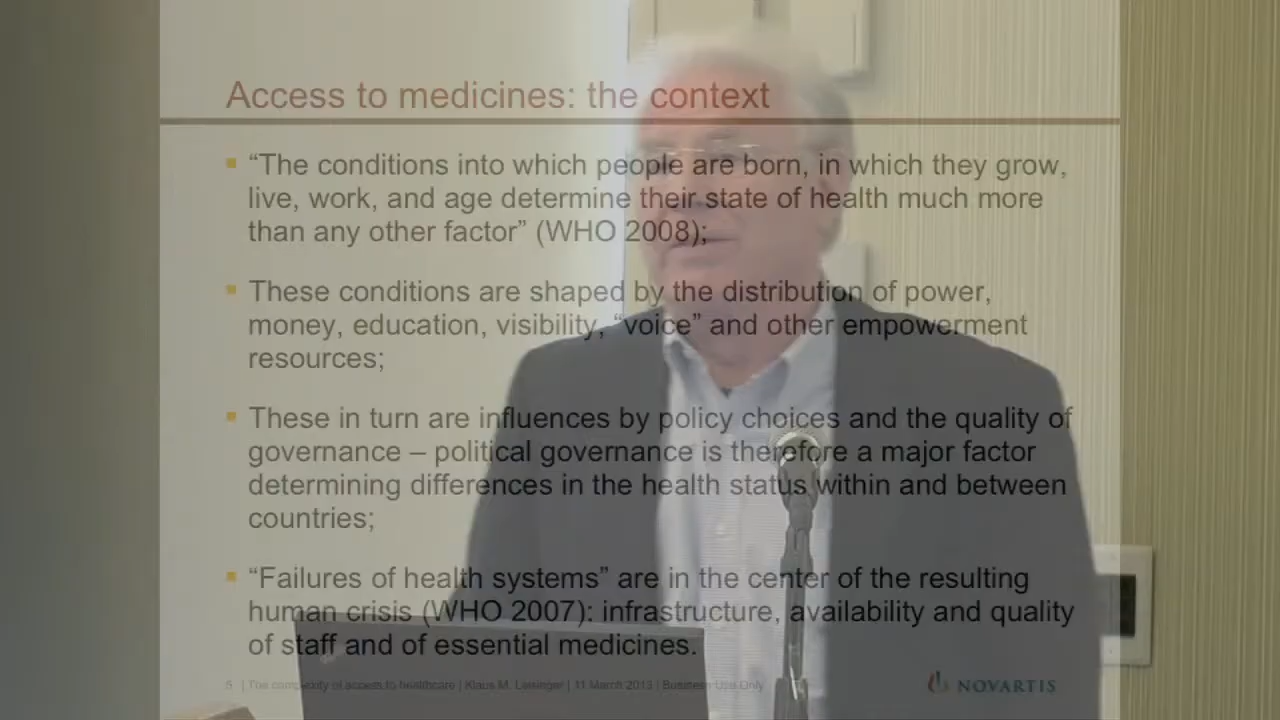 Access to medicines: the context
“The conditions into which people are born, in which they grow,
live, work, and age determine their state of health much more
than any other factor” (WHO 2008);
These conditions are shaped by the distribution of power,
money, education, visibility, “voice” and other empowerment
resources;
These in turn are influences by policy choices and the quality of
governance – political governance is therefore a major factor
determining differences in the health status within and between
countries;
“Failures of health systems” are in the center of the resulting
human crisis (WHO 2007): infrastructure, availability and quality
of staff and of essential medicines.
5 | The complexity of access to healthcare | Klaus M. Leisinger | 11 March 2013 | Business Use Only
NOVARTIS